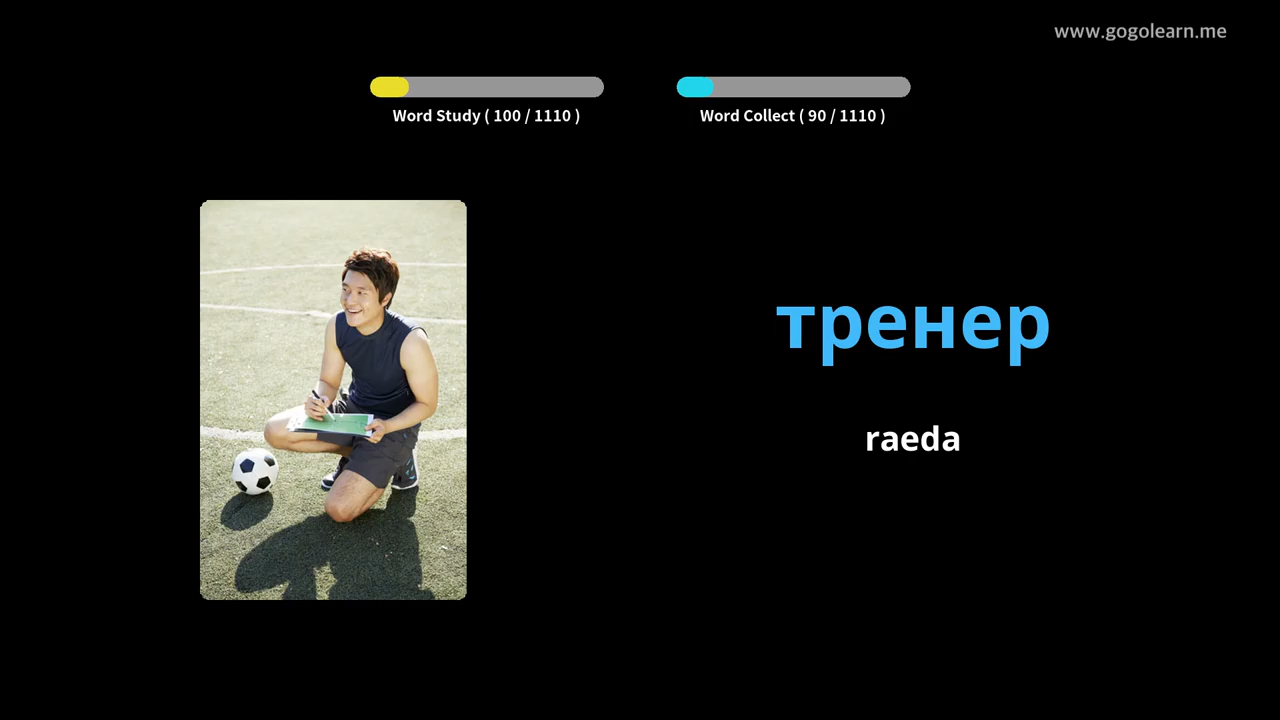 www.gogolearn.me
Word Study ( 100 / 1110 )
Word Collect ( 90 / 1110 )
тренер
raeda